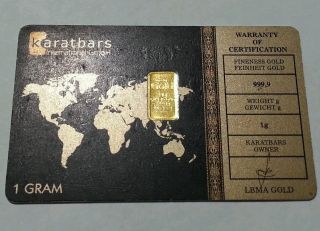 karatbars
International GmbH
1 GRAM
WARRANTY
OF
CERTIFICATION
FINENESS GOLD
FEINHEIT GOLD
999,9
WEIGHT g
GEWICHT g
1g
KARATBARS
OWNER
LBMA GOLD